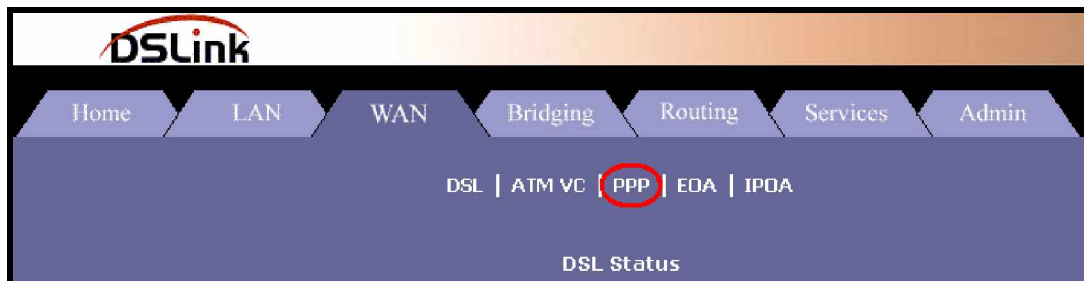 DSLink
Home LAN WAN Bridging Routing Services Admin
DSL | ATM VC | PPP | EOA | IPOA
DSL Status